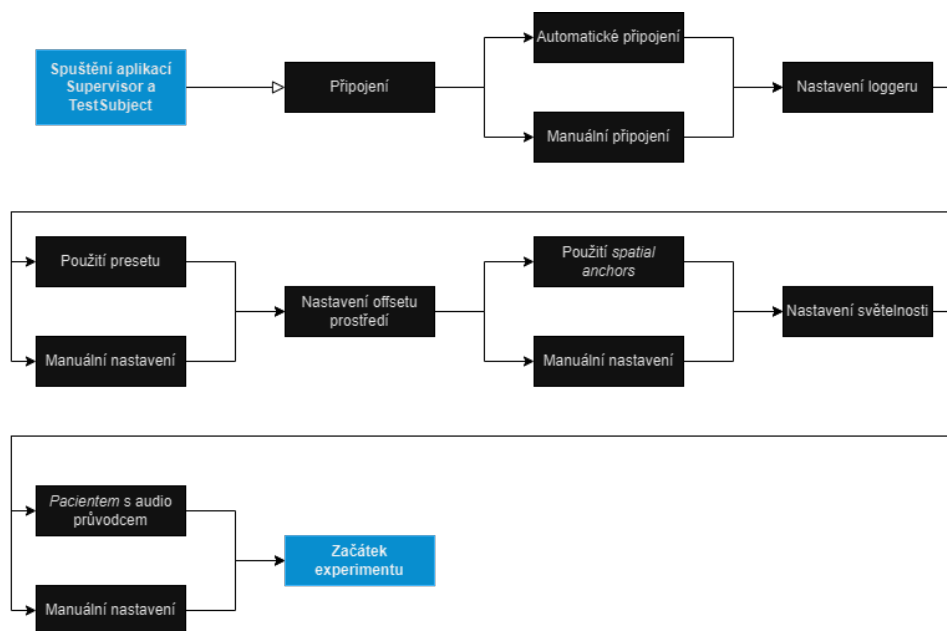 Spuštění aplikací
Supervisor a
TestSubject
Připojení
Automatické připojení
Manuální připojení
Nastavení loggeru
Použití presetu
Manuální nastavení
Nastavení offsetu
prostředí
Použití spatial
anchors
Manuální nastavení
Nastavení světelnosti
Pacientem s audio
průvodcem
Manuální nastavení
Začátek
experimentu